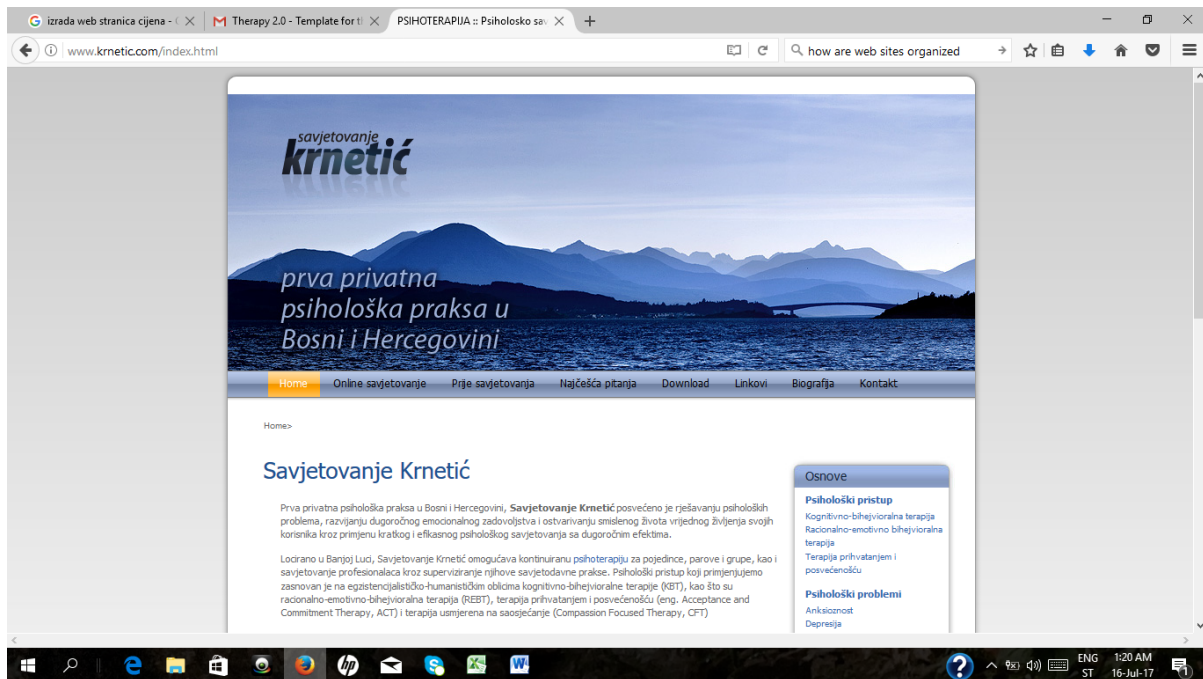 izrada web stranica cijena -
Therapy 2.0 - Template for t
PSIHOTERAPIJA :: Psiholosko sav
www.krnetic.com/index.html
how are web sites organized
savjetovanje
krnetić
prva privatna
psihološka praksa u
Bosni i Hercegovini
Home Online savjetovanje Prije savjetovanja Najčešća pitanja Download Linkovi Biografija Kontakt
Home>
Savjetovanje Krnetić
Prva privatna psihološka praksa u Bosni i Hercegovini, Savjetovanje Krnetić posvećeno je rješavanju psiholoških
problema, razvijanju dugoročnog emocionalnog zadovoljstva i ostvarivanju smislenog života vrijednog življenja svojih
korisnika kroz primjenu kratkog i efikasnog psihološkog savjetovanja sa dugoročnim efektima.
Locirano u Banjoj Luci, Savjetovanje Krnetić omogućava kontinuiranu psihoterapiju za pojedince, parove i grupe, kao i
savjetovanje profesionalaca kroz superviziranje njihove savjetodavne prakse. Psihološki pristup koji primjenjujemo
zasnovan je na egzistencijalističko-humanističkim oblicima kognitivno-bihejvioralne terapije (KBT), kao što su
racionalno-emotivno-bihejvioralna terapija (REBT), terapija prihvatanjem i posvećenošću (eng. Acceptance and
Commitment Therapy, ACT) i terapija usmjerena na saosjećanje (Compassion Focused Therapy, CFT)
Osnove
Psihološki pristup
Kognitivno-bihejvioralna terapija
Racionalno-emotivno bihejvioralna
terapija
Terapija prihvatanjem i
posvećenošću
Psihološki problemi
Anksioznost
Depresija
ENG
ST
1:20 AM
16-Jul-17